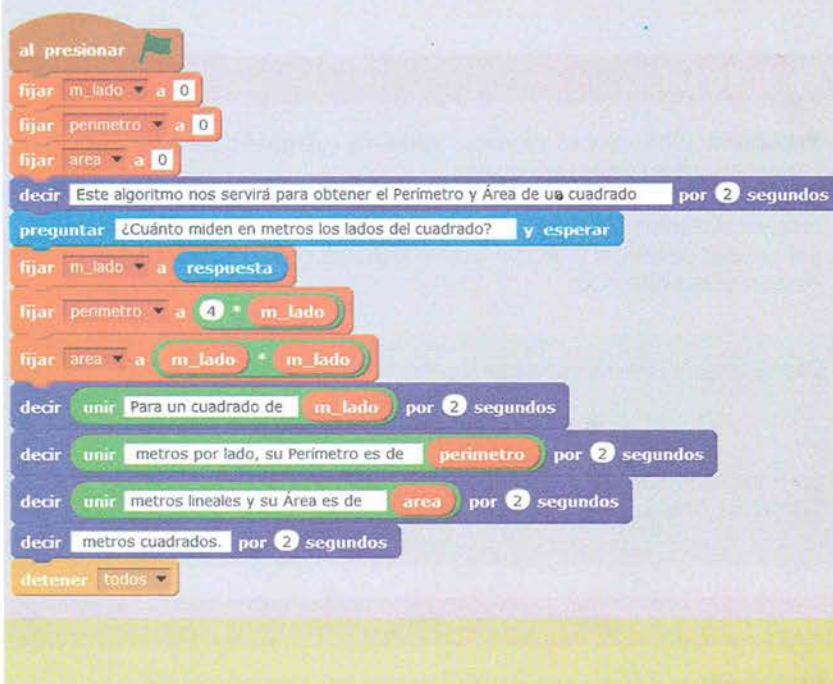 al presionar
fijar m_lado a 0
fijar perimetro a 0
fijar area a 0
decir Este algoritmo nos servirá para obtener el Perímetro y Área de un cuadrado por 2 segundos
preguntar ¿Cuánto miden en metros los lados del cuadrado? y esperar
fijar m_lado a respuesta
fijar perimetro a 4 * m_lado
fijar area a m_lado * m_lado
decir unir Para un cuadrado de m_lado por 2 segundos
decir unir metros por lado, su Perímetro es de perimetro por 2 segundos
decir unir metros lineales y su Área es de area por 2 segundos
decir metros cuadrados. por 2 segundos
detener todos